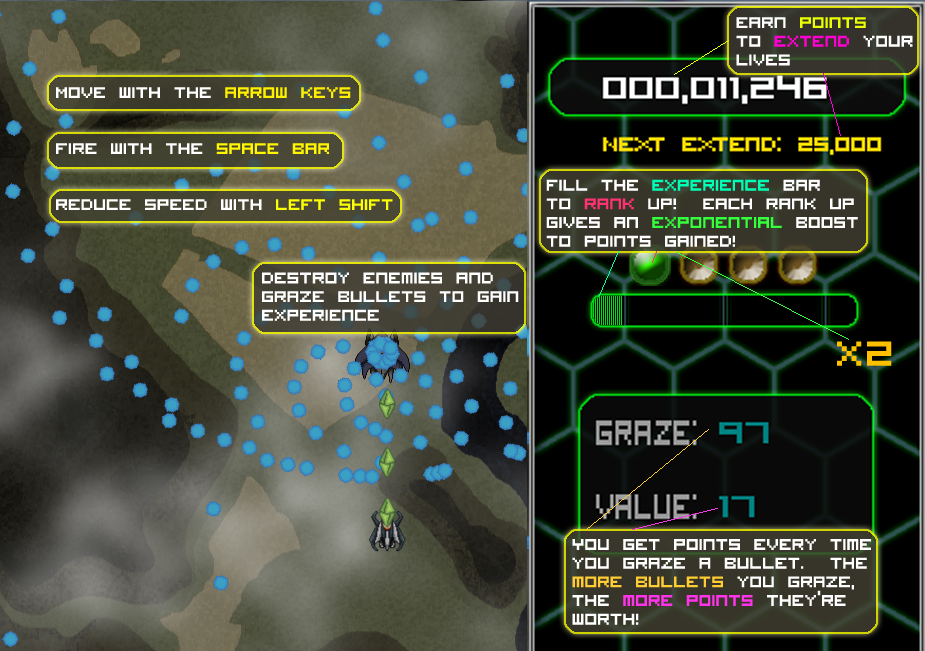 MOVE WITH THE ARROW KEYS
FIRE WITH THE SPACE BAR
REDUCE SPEED WITH LEFT SHIFT
DESTROY ENEMIES AND
GRAZE BULLETS TO GAIN
EXPERIENCE
EARN POINTS
TO EXTEND YOUR
LIVES
000,011,246
NEXT EXTEND: 25,000
FILL THE EXPERIENCE BAR
TO RANK UP! EACH RANK UP
GIVES AN EXPONENTIAL BOOST
TO POINTS GAINED!
X2
GRAZE: 97
VALUE: 17
YOU GET POINTS EVERY TIME
YOU GRAZE A BULLET. THE
MORE BULLETS YOU GRAZE,
THE MORE POINTS THEY'RE
WORTH!